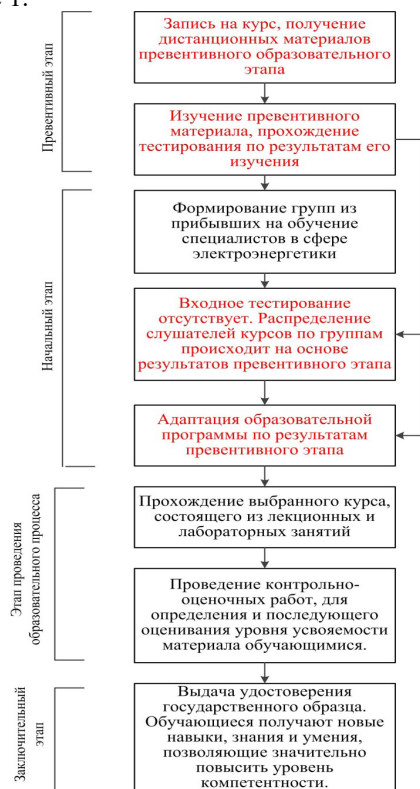 Запись на курс, получение
дистанционных материалов
превентивного образовательного
этапа
Превентивный этап
Изучение превентивного
материала, прохождение
тестирования по результатам его
изучения
Формирование групп из
прибывших на обучение
специалистов в сфере
электроэнергетики
Начальный этап
Входное тестирование
отсутствует. Распределение
слушателей курсов по группам
происходит на основе
результатов превентивного этапа
Адаптация образовательной
программы по результатам
превентивного этапа
Прохождение выбранного курса,
состоящего из лекционных и
лабораторных занятий
Этап проведения
образовательного процесса
Проведение контрольно-
оценочных работ, для
определения и последующего
оценивания уровня усвояемости
материала обучающимися.
Выдача удостоверения
государственного образца.
Обучающиеся получают новые
навыки, знания и умения,
позволяющие значительно
повысить уровень
компетентности.
Заключительный
этап